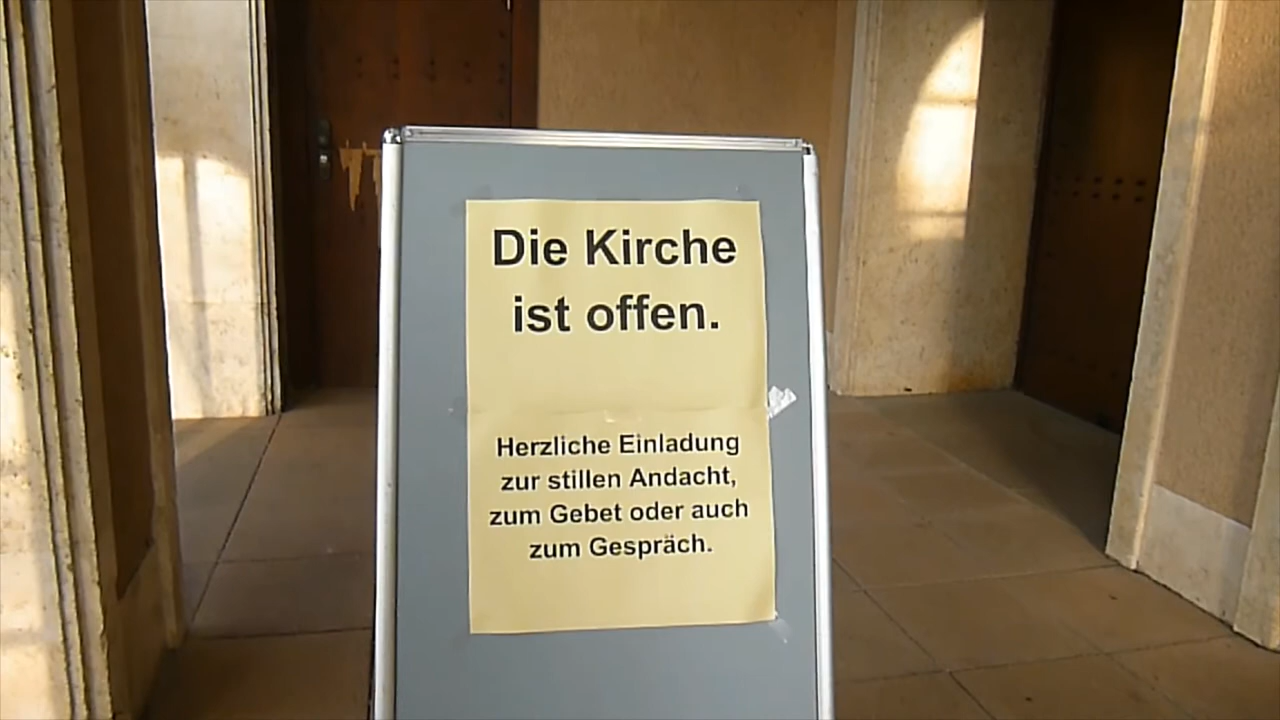 Die Kirche
ist offen.
Herzliche Einladung
zur stillen Andacht,
zum Gebet oder auch
zum Gespräch.